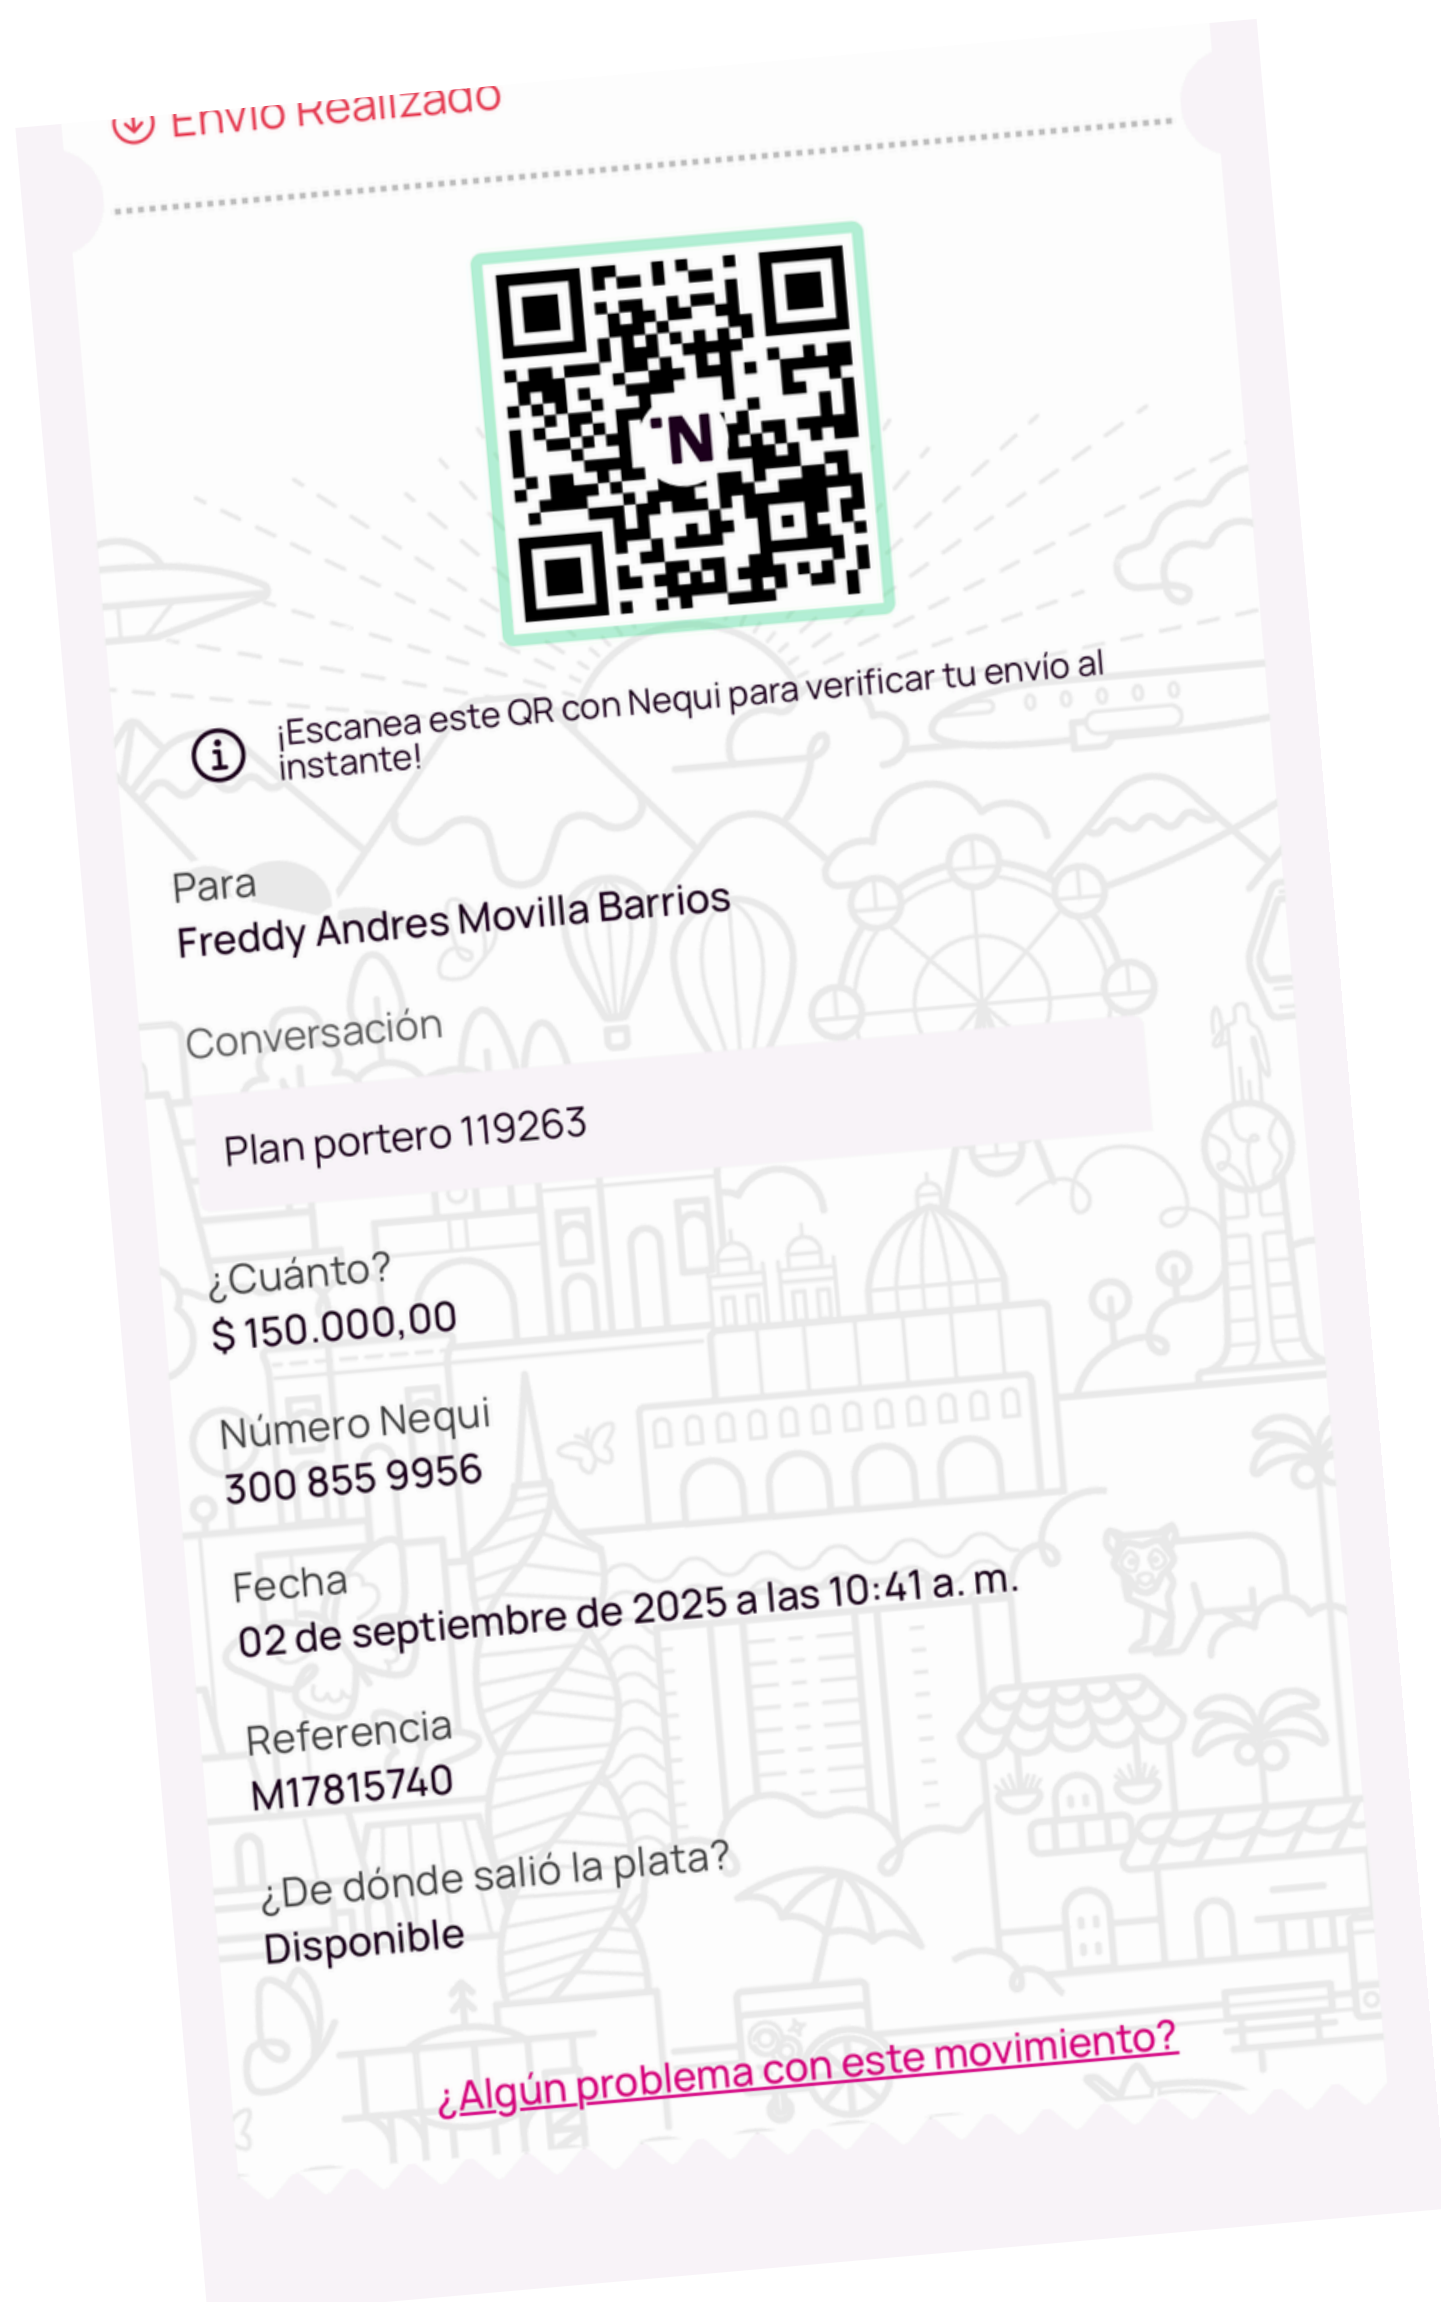 Envío Realizado
N
¡Escanea este QR con Nequi para verificar tu envío al
instante!
Para
Freddy Andres Movilla Barrios
Conversación
Plan portero 119263
¿Cuánto?
$ 150.000,00
Número Nequi
300 855 9956
Fecha
02 de septiembre de 2025 a las 10:41 a. m.
Referencia
M17815740
¿De dónde salió la plata?
Disponible
¿Algún problema con este movimiento?